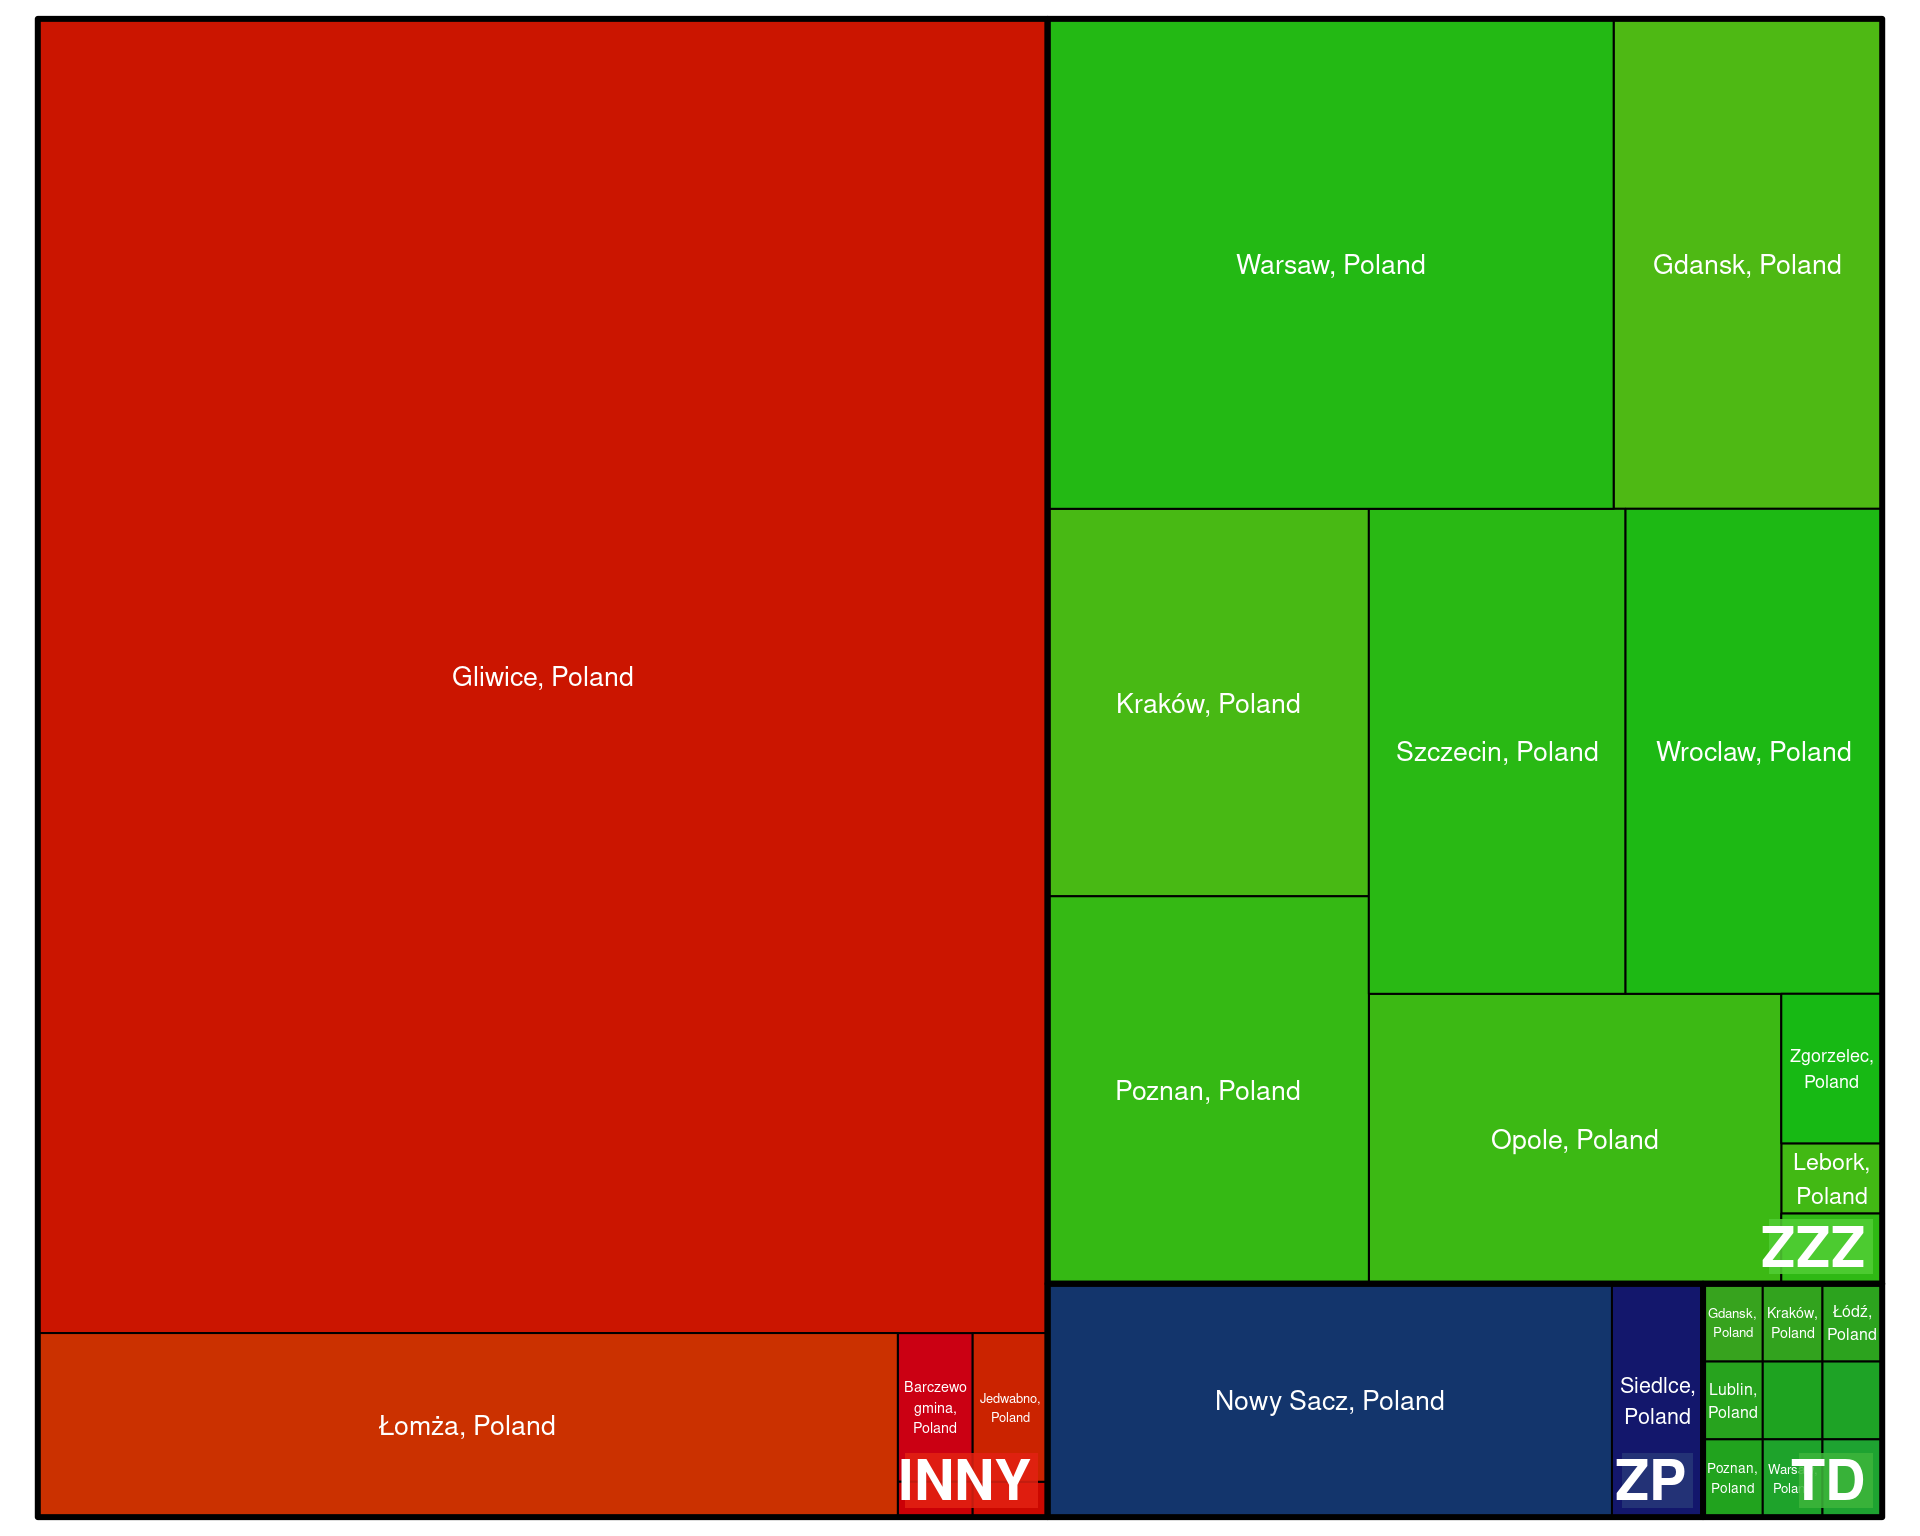 Gliwice, Poland
Łomża, Poland
Barczewo
gmina,
Poland
Jedwabno,
Poland
INNY
Warsaw, Poland
Gdansk, Poland
Kraków, Poland
Szczecin, Poland
Wroclaw, Poland
Poznan, Poland
Opole, Poland
Zgorzelec,
Poland
Lebork,
Poland
ZZZ
Nowy Sacz, Poland
Siedlce,
Poland
ZP
Gdansk,
Poland
Kraków,
Poland
Łódź,
Poland
Lublin,
Poland
Poznan,
Poland
TD